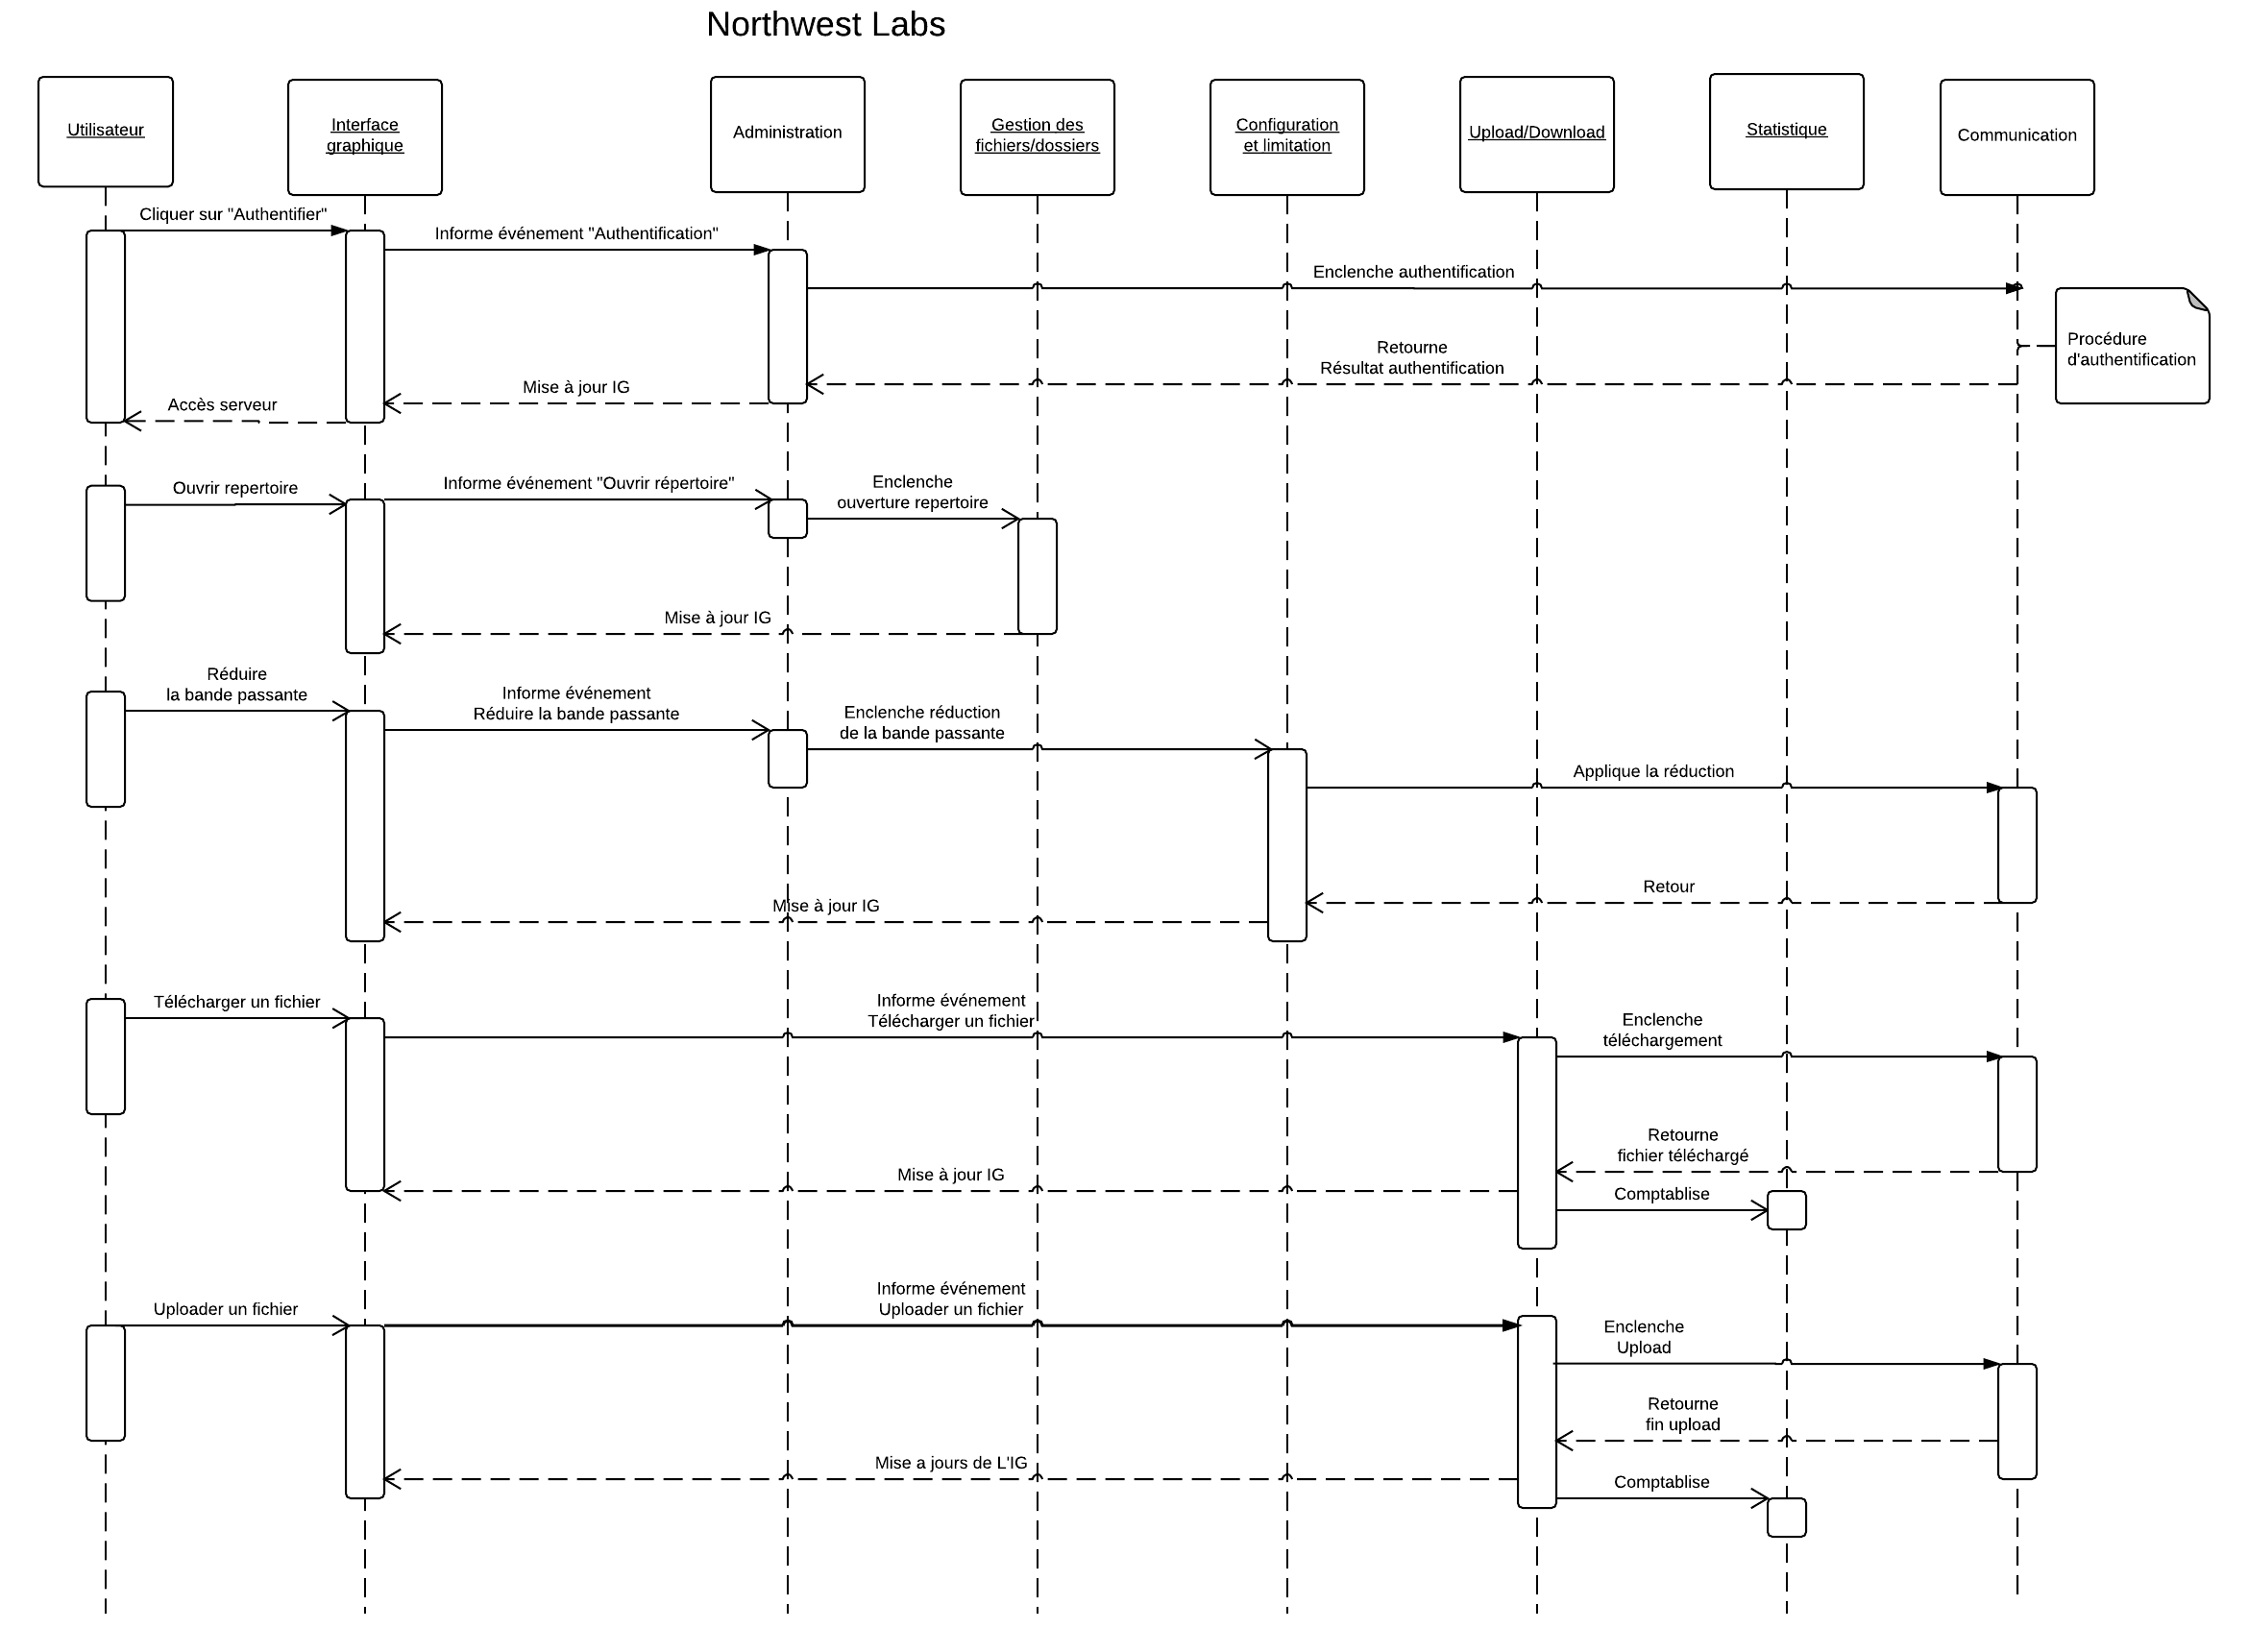 Northwest Labs
Utilisateur
Interface
graphique
Administration
Gestion des
fichiers/dossiers
Configuration
et limitation
Upload/Download
Statistique
Communication
Cliquer sur "Authentifier"
Informe événement "Authentification"
Enclenche authentification
Procédure
d'authentification
Retourne
Résultat authentification
Mise à jour IG
Accès serveur
Ouvrir repertoire
Informe événement "Ouvrir répertoire"
Enclenche
ouverture repertoire
Mise à jour IG
Réduire
la bande passante
Informe événement
Réduire la bande passante
Enclenche réduction
de la bande passante
Applique la réduction
Retour
Mise à jour IG
Télécharger un fichier
Informe événement
Télécharger un fichier
Enclenche
téléchargement
Retourne
fichier téléchargé
Mise à jour IG
Comptablise
Uploader un fichier
Informe événement
Uploader un fichier
Enclenche
Upload
Retourne
fin upload
Mise a jours de L'IG
Comptablise